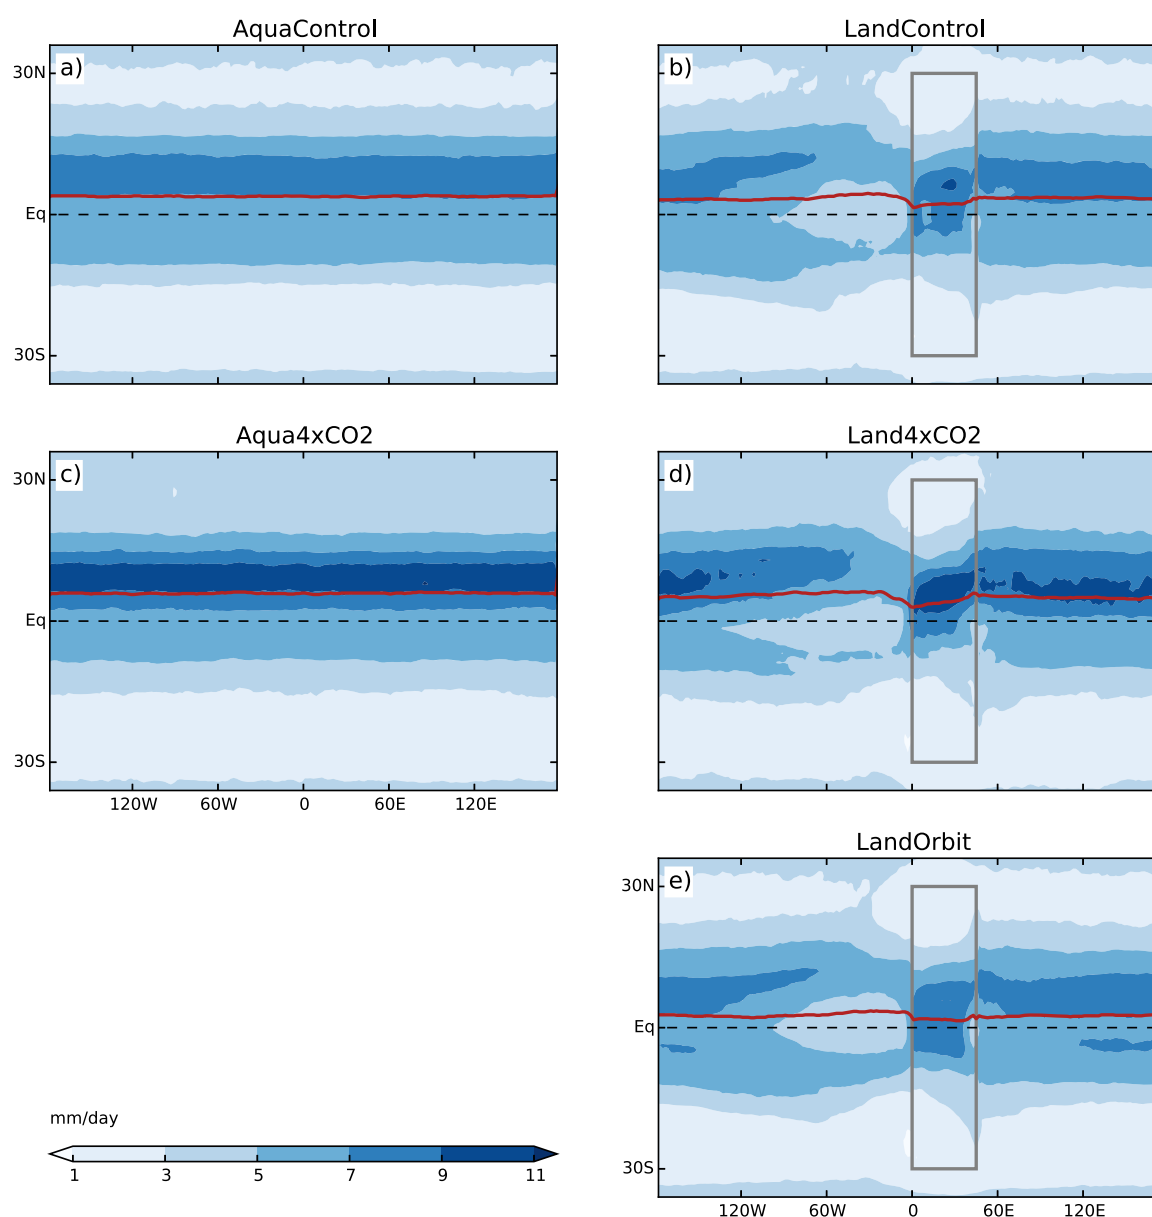 AquaControl
LandControl
a)
b)
30N
Eq
30S
Aqua4xCO2
Land4xCO2
c)
d)
30N
Eq
30S
120W 60W 0 60E 120E
LandOrbit
e)
30N
Eq
30S
120W 60W 0 60E 120E
mm/day
1 3 5 7 9 11